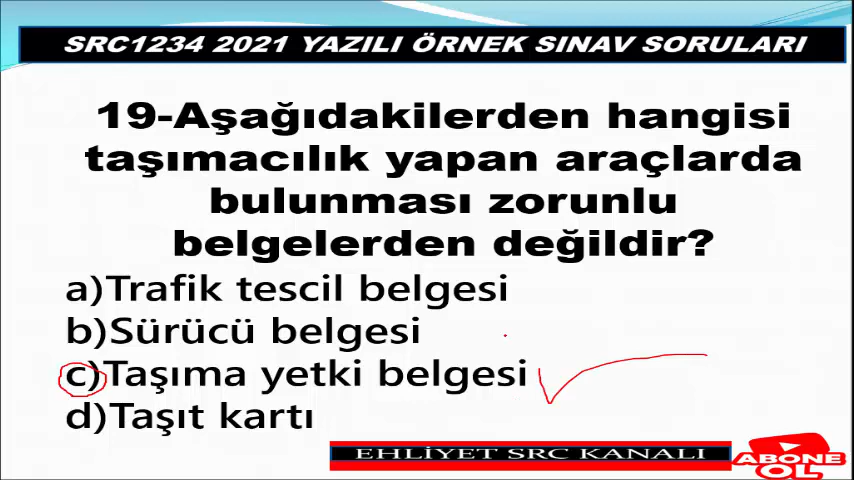 SRC1234 2021 YAZILI ÖRNEK SINAV SORULARI
19-Aşağıdakilerden hangisi
taşımacılık yapan araçlarda
bulunması zorunlu
belgelerden değildir?
a)Trafik tescil belgesi
b)Sürücü belgesi
c)Taşıma yetki belgesi
d)Taşıt kartı
EHLİYET SRC KANALI
ABONE
OL